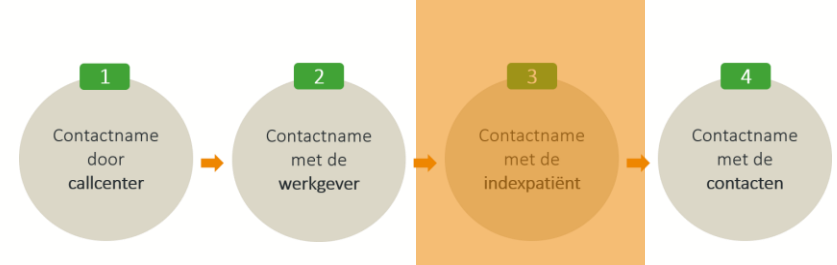 1
Contactname
door
callcenter
2
Contactname
met de
werkgever
3
Contactname
met de
indexpatiënt
4
Contactname
met de
contacten